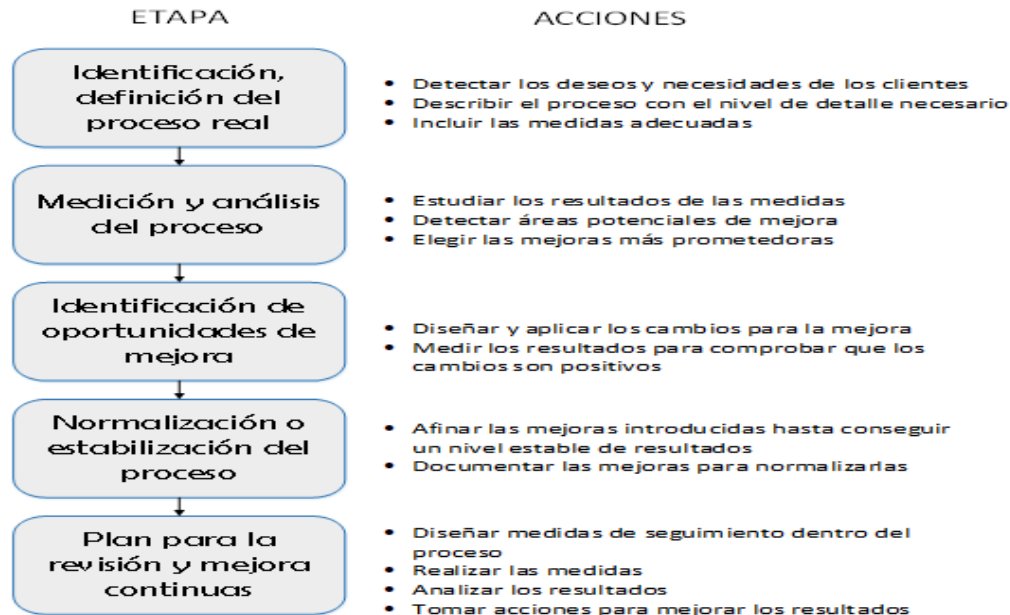 ETAPA
ACCIONES
Identificación,
definición del
proceso real
• Detectar los deseos y necesidades de los clientes
• Describir el proceso con el nivel de detalle necesario
• Incluir las medidas adecuadas
Medición y análisis
del proceso
• Estudiar los resultados de las medidas
• Detectar áreas potenciales de mejora
• Elegir las mejoras más prometedoras
Identificación de
oportunidades de
mejora
• Diseñar y aplicar los cambios para la mejora
• Medir los resultados para comprobar que los
cambios son positivos
Normalización o
estabilización del
proceso
• Afinar las mejoras introducidas hasta conseguir
un nivel estable de resultados
• Documentar las mejoras para normalizarlas
Plan para la
revisión y mejora
continuas
• Diseñar medidas de seguimiento dentro del
proceso
• Realizar las medidas
• Analizar los resultados
• Tomar acciones para mejorar los resultados